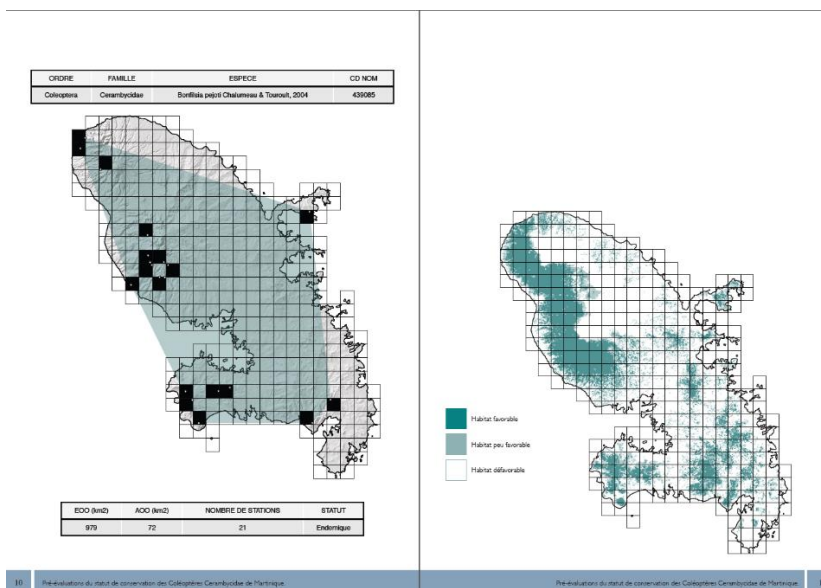 ORDRE FAMILLE ESPECE CD NOM
Coleoptera Cerambycidae Bonfilsia pejoti Chalumeau & Touroult, 2004 439085
EOO (km2) AOO (km2) NOMBRE DE STATIONS STATUT
979 72 21 Endemique
10 Pré-évaluations du statut de conservation des Coléoptères Cerambycidae de Martinique.
Habitat favorable
Habitat peu favorable
Habitat défavorable
Pré-évaluations du statut de conservation des Coléoptères Cerambycidae de Martinique.